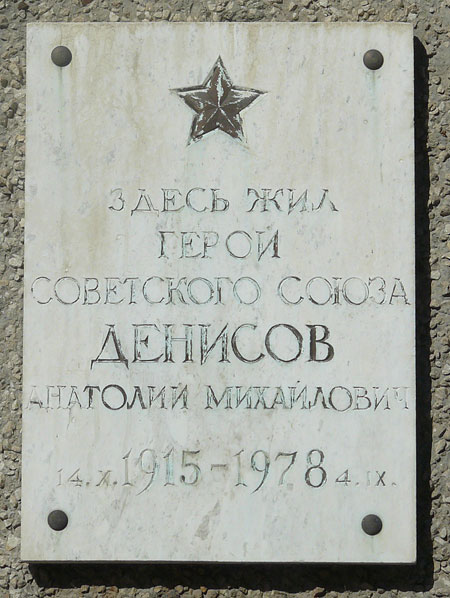 ЗДЕСЬ ЖИЛ
ГЕРОЙ
СОВЕТСКОГО СОЮЗА
ДЕНИСОВ
АНАТОЛИЙ МИХАЙЛОВИЧ
14.X.1915-1978 4.IX.